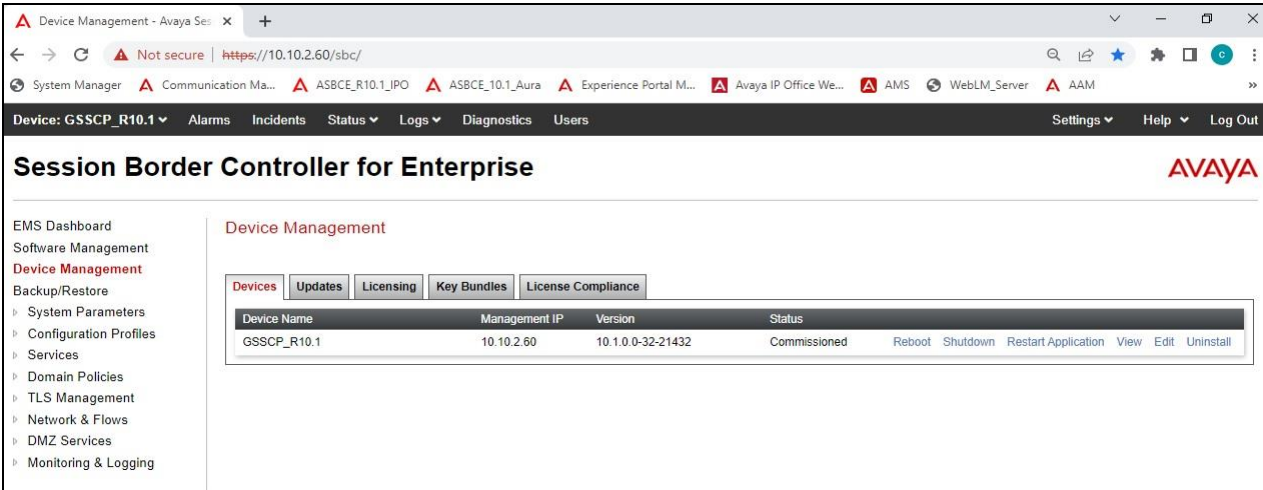 Device Management - Avaya Ses
Not secure | https://10.10.2.60/sbc/
System Manager Communication Ma... ASBCE_R10.1_IPO ASBCE_10.1_Aura Experience Portal M... Avaya IP Office We... AMS WebLM_Server AAM »
Device: GSSCP_R10.1 Alarms Incidents Status Logs Diagnostics Users Settings Help Log Out
Session Border Controller for Enterprise
AVAYA
EMS Dashboard
Software Management
Device Management
Backup/Restore
System Parameters
Configuration Profiles
Services
Domain Policies
TLS Management
Network & Flows
DMZ Services
Monitoring & Logging
Device Management
Devices Updates Licensing Key Bundles License Compliance
Device Name Management IP Version Status
GSSCP_R10.1 10.10.2.60 10.1.0.0-32-21432 Commissioned Reboot Shutdown Restart Application View Edit Uninstall